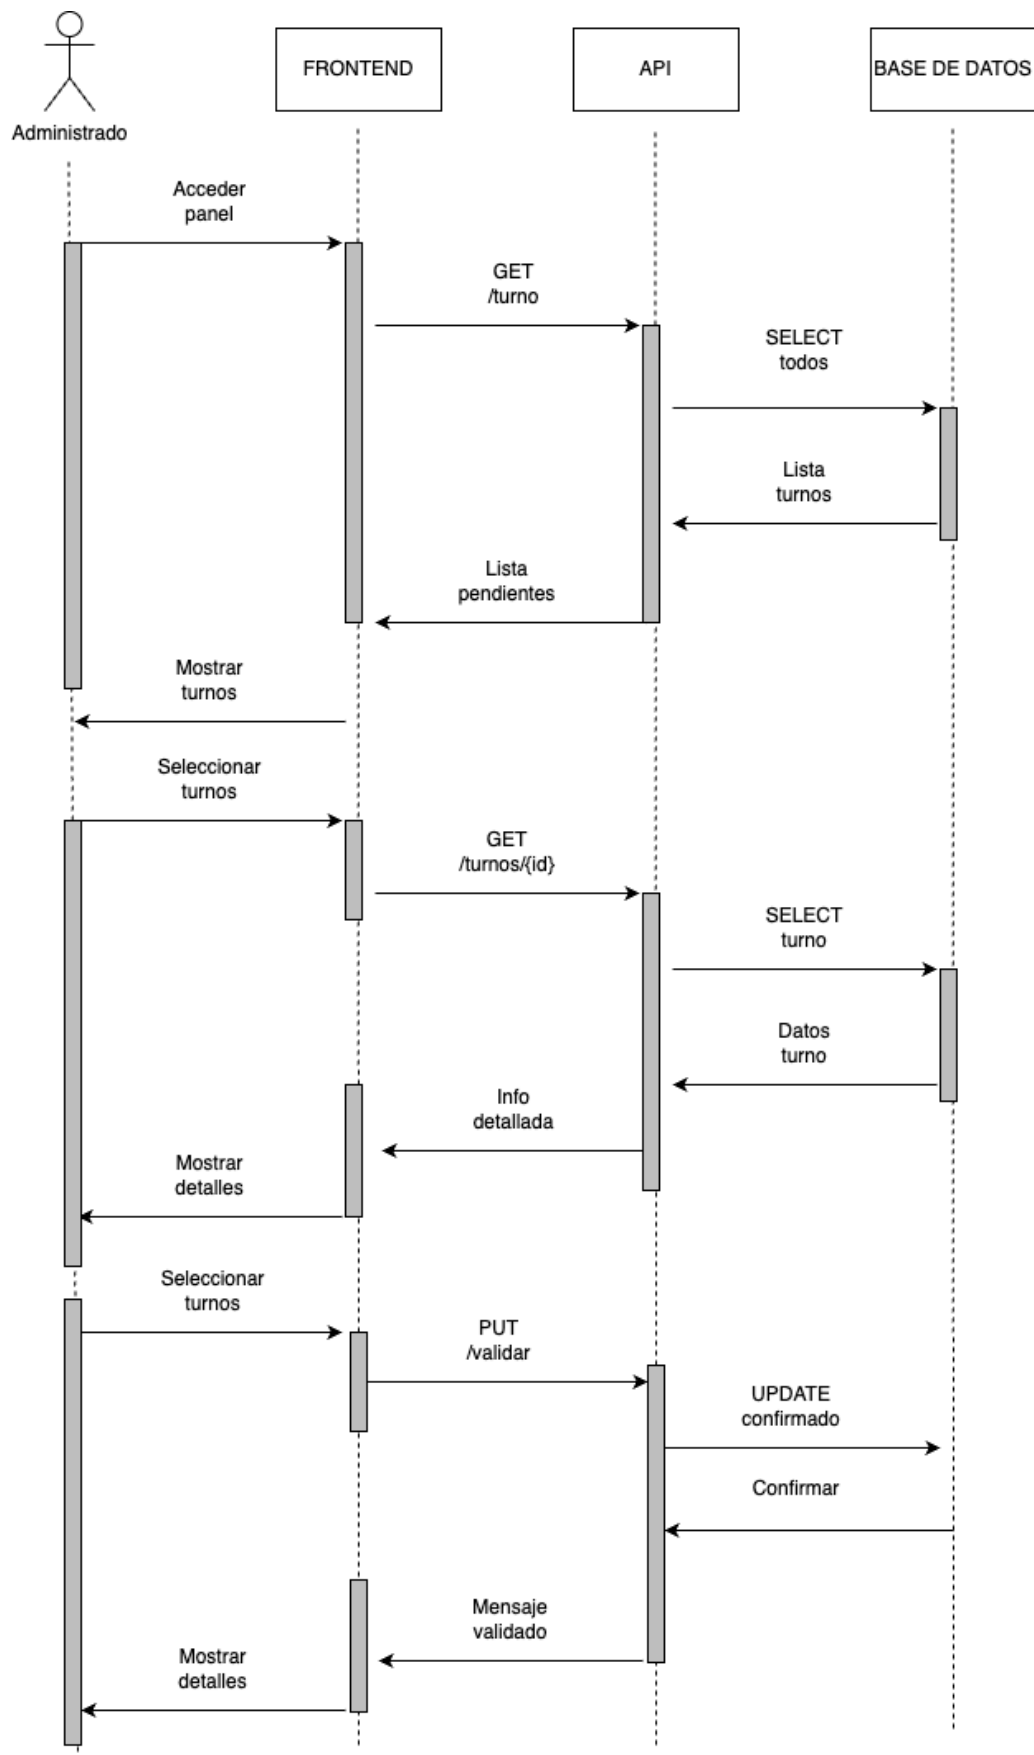 FRONTEND
API
BASE DE DATOS
Administrado
Acceder
panel
GET
/turno
SELECT
todos
Lista
turnos
Lista
pendientes
Mostrar
turnos
Seleccionar
turnos
GET
/turnos/{id}
SELECT
turno
Datos
turno
Info
detallada
Mostrar
detalles
Seleccionar
turnos
PUT
/validar
UPDATE
confirmado
Confirmar
Mensaje
validado
Mostrar
detalles